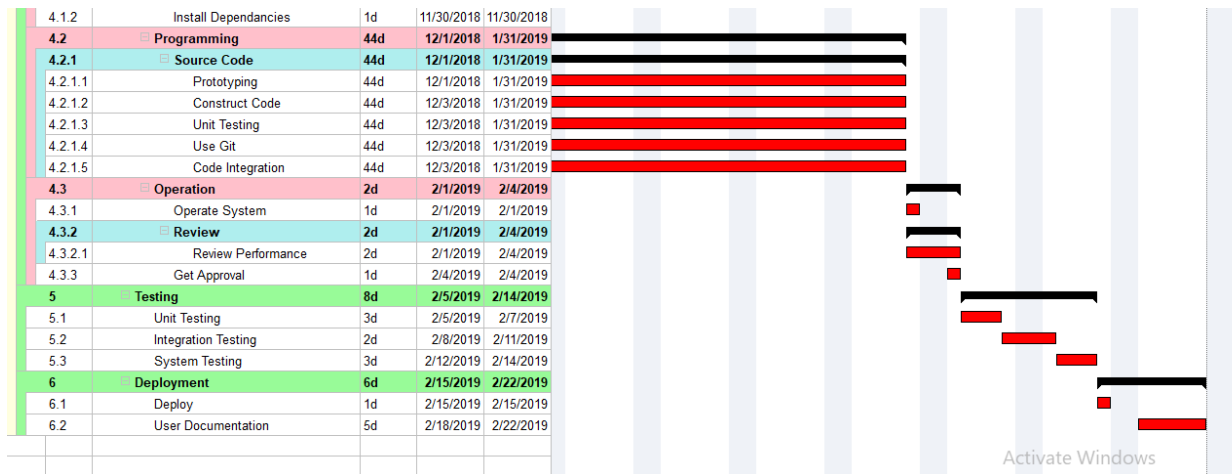 4.1.2 Install Dependancies 1d 11/30/2018 11/30/2018
4.2 Programming 44d 12/1/2018 1/31/2019
4.2.1 Source Code 44d 12/1/2018 1/31/2019
4.2.1.1 Prototyping 44d 12/1/2018 1/31/2019
4.2.1.2 Construct Code 44d 12/3/2018 1/31/2019
4.2.1.3 Unit Testing 44d 12/3/2018 1/31/2019
4.2.1.4 Use Git 44d 12/3/2018 1/31/2019
4.2.1.5 Code Integration 44d 12/3/2018 1/31/2019
4.3 Operation 2d 2/1/2019 2/4/2019
4.3.1 Operate System 1d 2/1/2019 2/1/2019
4.3.2 Review 2d 2/1/2019 2/4/2019
4.3.2.1 Review Performance 2d 2/1/2019 2/4/2019
4.3.3 Get Approval 1d 2/4/2019 2/4/2019
5 Testing 8d 2/5/2019 2/14/2019
5.1 Unit Testing 3d 2/5/2019 2/7/2019
5.2 Integration Testing 2d 2/8/2019 2/11/2019
5.3 System Testing 3d 2/12/2019 2/14/2019
6 Deployment 6d 2/15/2019 2/22/2019
6.1 Deploy 1d 2/15/2019 2/15/2019
6.2 User Documentation 5d 2/18/2019 2/22/2019
Activate Windows